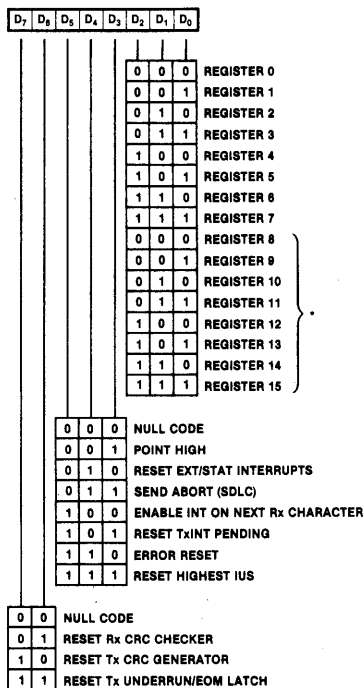 D7 D6 D5 D4 D3 D2 D1 D0
0 0 0 REGISTER 0
0 0 1 REGISTER 1
0 1 0 REGISTER 2
0 1 1 REGISTER 3
1 0 0 REGISTER 4
1 0 1 REGISTER 5
1 1 0 REGISTER 6
1 1 1 REGISTER 7
0 0 0 REGISTER 8
0 0 1 REGISTER 9
0 1 0 REGISTER 10
0 1 1 REGISTER 11
1 0 0 REGISTER 12
1 0 1 REGISTER 13
1 1 0 REGISTER 14
1 1 1 REGISTER 15
*
0 0 0 NULL CODE
0 0 1 POINT HIGH
0 1 0 RESET EXT/STAT INTERRUPTS
0 1 1 SEND ABORT (SDLC)
1 0 0 ENABLE INT ON NEXT Rx CHARACTER
1 0 1 RESET TxINT PENDING
1 1 0 ERROR RESET
1 1 1 RESET HIGHEST IUS
0 0 NULL CODE
0 1 RESET Rx CRC CHECKER
1 0 RESET Tx CRC GENERATOR
1 1 RESET Tx UNDERRUN/EOM LATCH